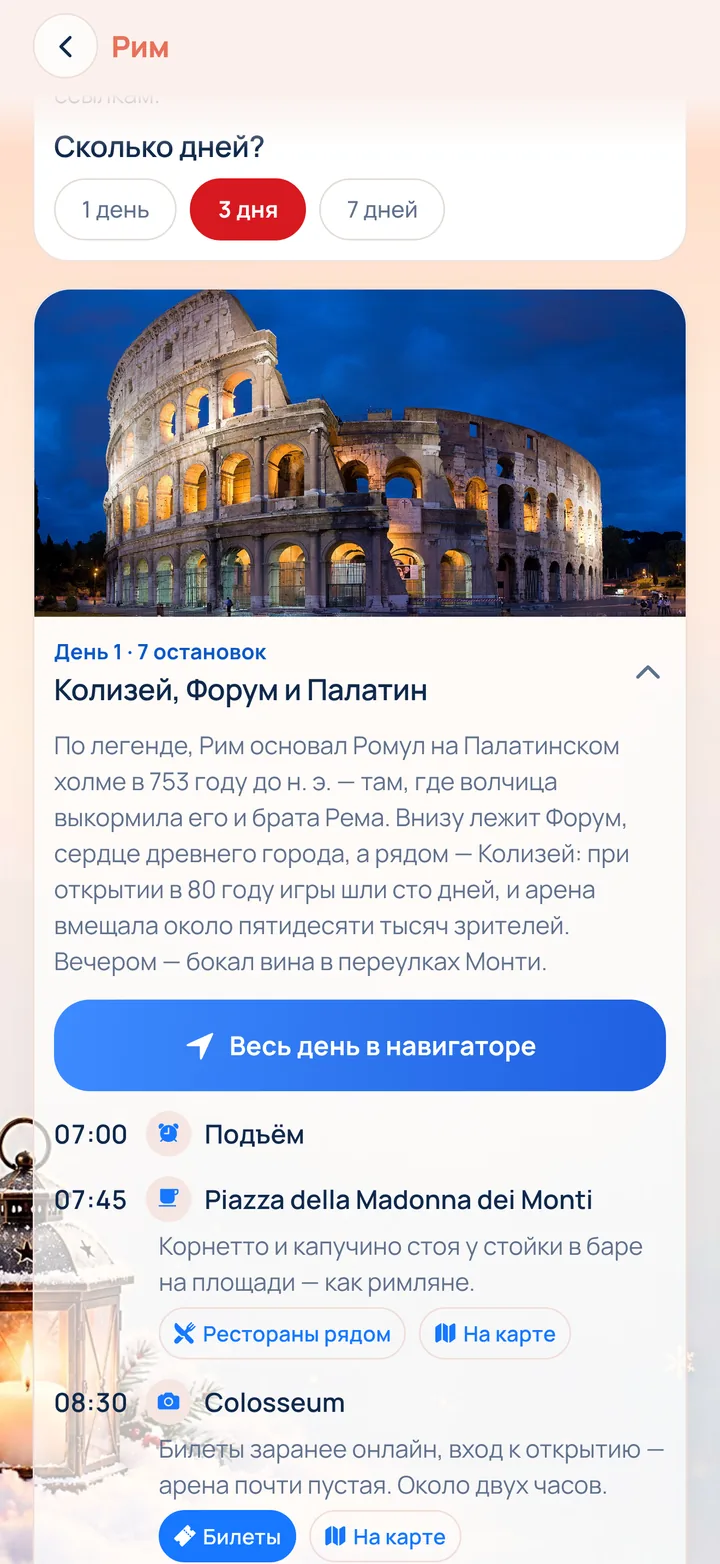 Рим
ссылкам.
Сколько дней?
1 день
3 дня
7 дней
День 1 · 7 остановок
Колизей, Форум и Палатин
По легенде, Рим основал Ромул на Палатинском
холме в 753 году до н. э. — там, где волчица
выкормила его и брата Рема. Внизу лежит Форум,
сердце древнего города, а рядом — Колизей: при
открытии в 80 году игры шли сто дней, и арена
вмещала около пятидесяти тысяч зрителей.
Вечером — бокал вина в переулках Монти.
Весь день в навигаторе
07:00 Подъём
07:45 Piazza della Madonna dei Monti
Корнетто и капучино стоя у стойки в баре
на площади — как римляне.
Рестораны рядом
На карте
08:30 Colosseum
Билеты заранее онлайн, вход к открытию —
арена почти пустая. Около двух часов.
Билеты
На карте